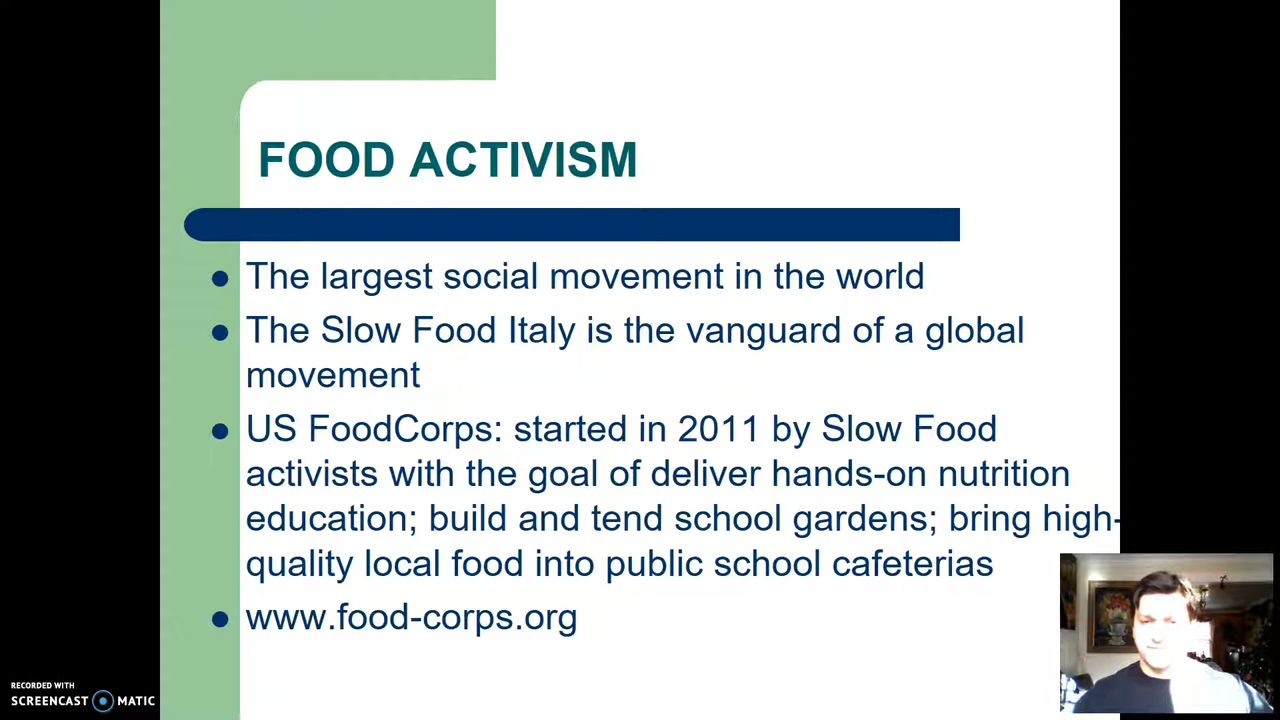 FOOD ACTIVISM
The largest social movement in the world
The Slow Food Italy is the vanguard of a global
movement
US FoodCorps: started in 2011 by Slow Food
activists with the goal of deliver hands-on nutrition
education; build and tend school gardens; bring high-
quality local food into public school cafeterias
www.food-corps.org
RECORDED WITH
SCREENCAST MATIC